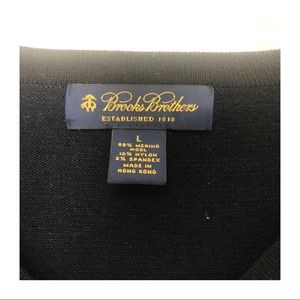 Brooks Brothers
ESTABLISHED 1818
L
88% MERINO
WOOL
10% NYLON
2% SPANDEX
MADE IN
HONG KONG